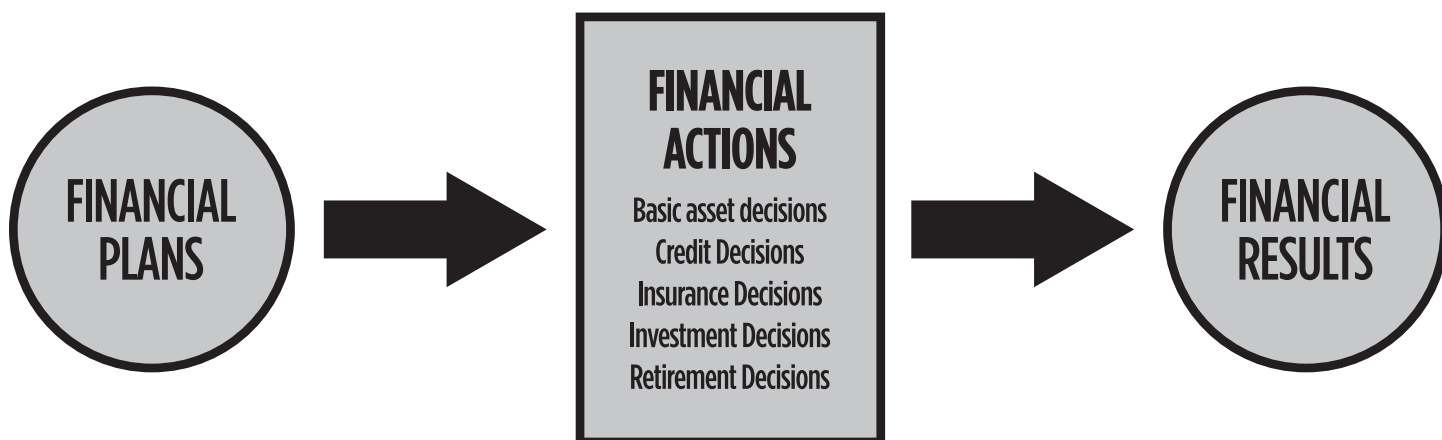 FINANCIAL
PLANS
FINANCIAL
ACTIONS
Basic asset decisions
Credit Decisions
Insurance Decisions
Investment Decisions
Retirement Decisions
FINANCIAL
RESULTS